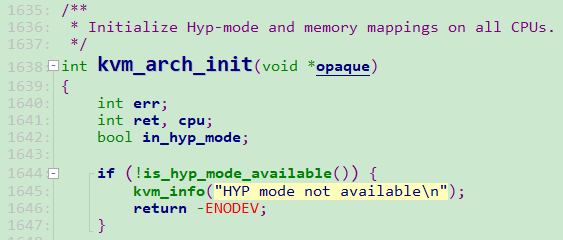 1635: /**
1636:  * Initialize Hyp-mode and memory mappings on all CPUs.
1637:  */
1638: int kvm_arch_init(void *opaque)
1639: {
1640:     int err;
1641:     int ret, cpu;
1642:     bool in_hyp_mode;
1643:
1644:     if (!is_hyp_mode_available()) {
1645:         kvm_info("HYP mode not available\n");
1646:         return -ENODEV;
1647:     }
1648: